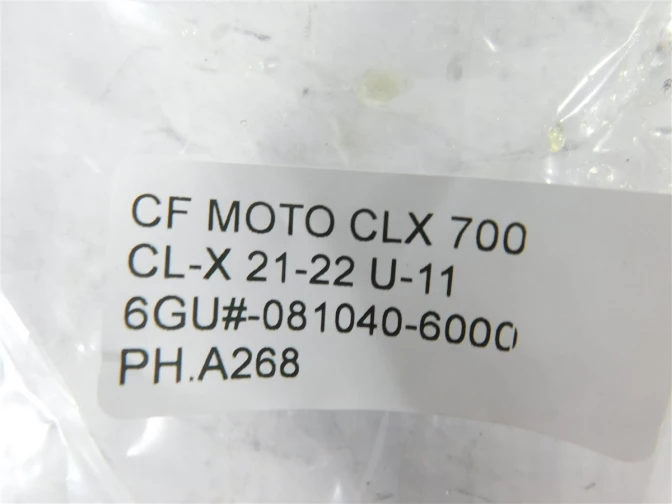 CF MOTO CLX 700
CL-X 21-22 U-11
6GU#-081040-6000
PH.A268